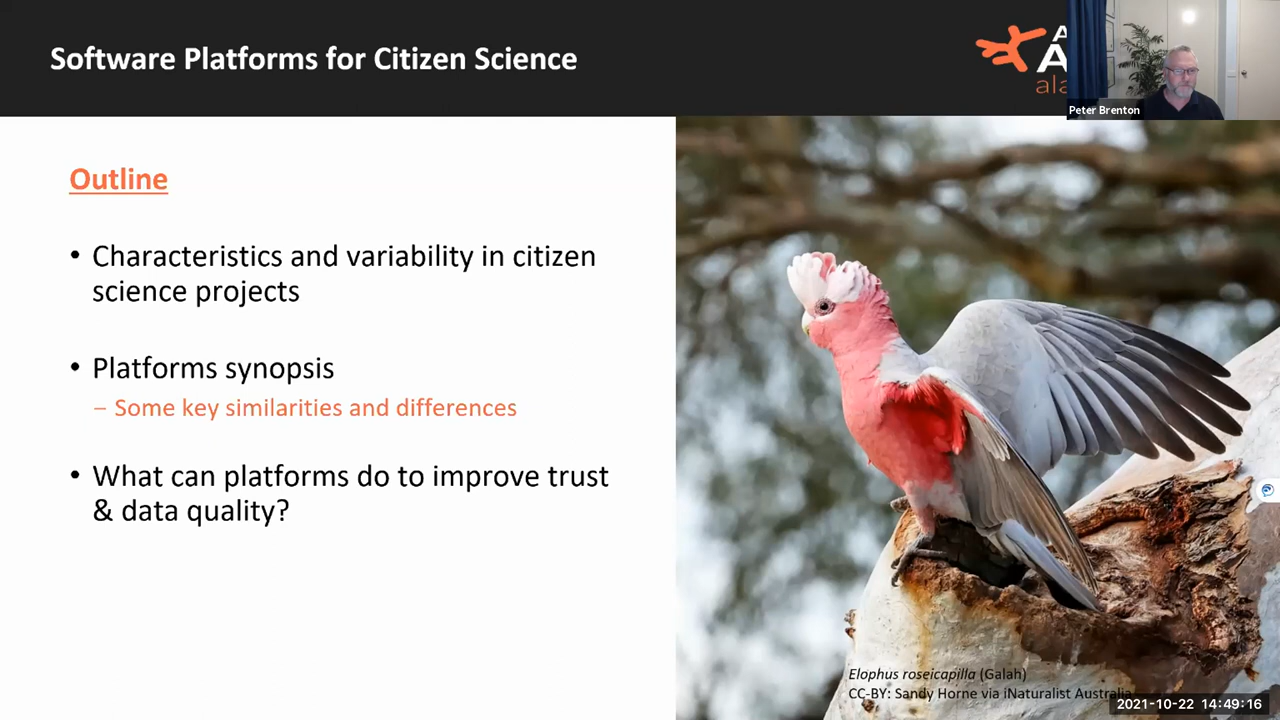 Software Platforms for Citizen Science
Peter Brenton
Outline
• Characteristics and variability in citizen
science projects
• Platforms synopsis
– Some key similarities and differences
• What can platforms do to improve trust
& data quality?
Elophus roseicapilla (Galah)
CC-BY: Sandy Horne via iNaturalist Australia
2021-10-22 14:49:16